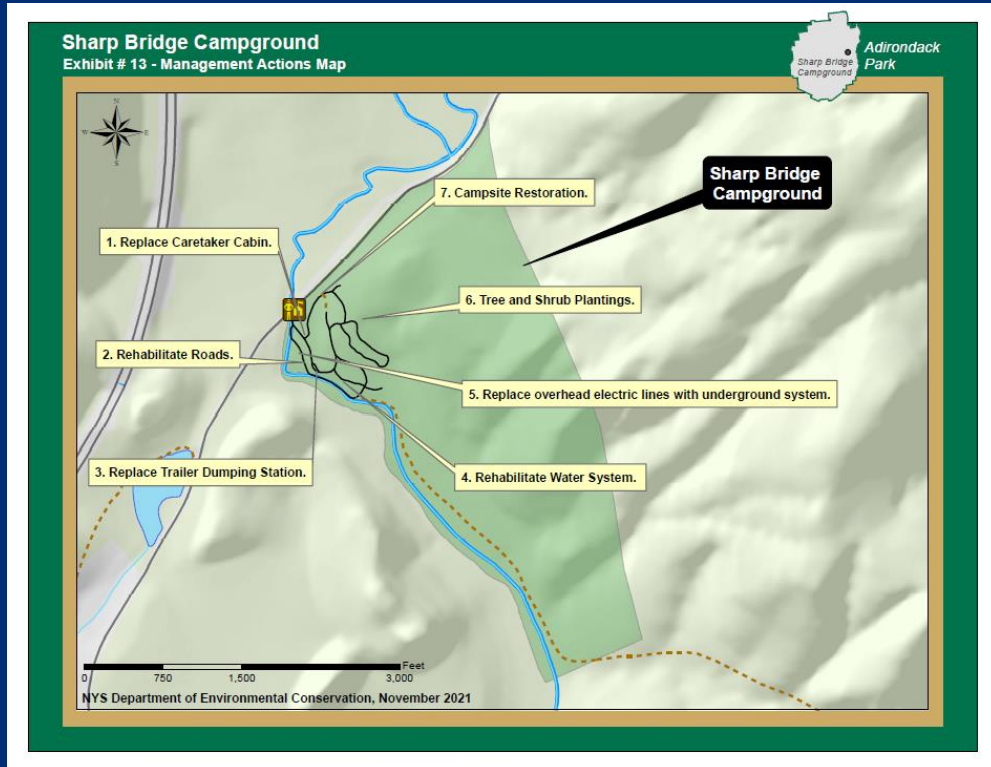 Sharp Bridge Campground
Exhibit # 13 - Management Actions Map
Sharp Bridge
Campground
Adirondack
Park
N
W
E
S
Sharp Bridge
Campground
7. Campsite Restoration.
1. Replace Caretaker Cabin.
6. Tree and Shrub Plantings.
2. Rehabilitate Roads.
5. Replace overhead electric lines with underground system.
3. Replace Trailer Dumping Station.
4. Rehabilitate Water System.
Feet
0 750 1,500 3,000
NYS Department of Environmental Conservation, November 2021